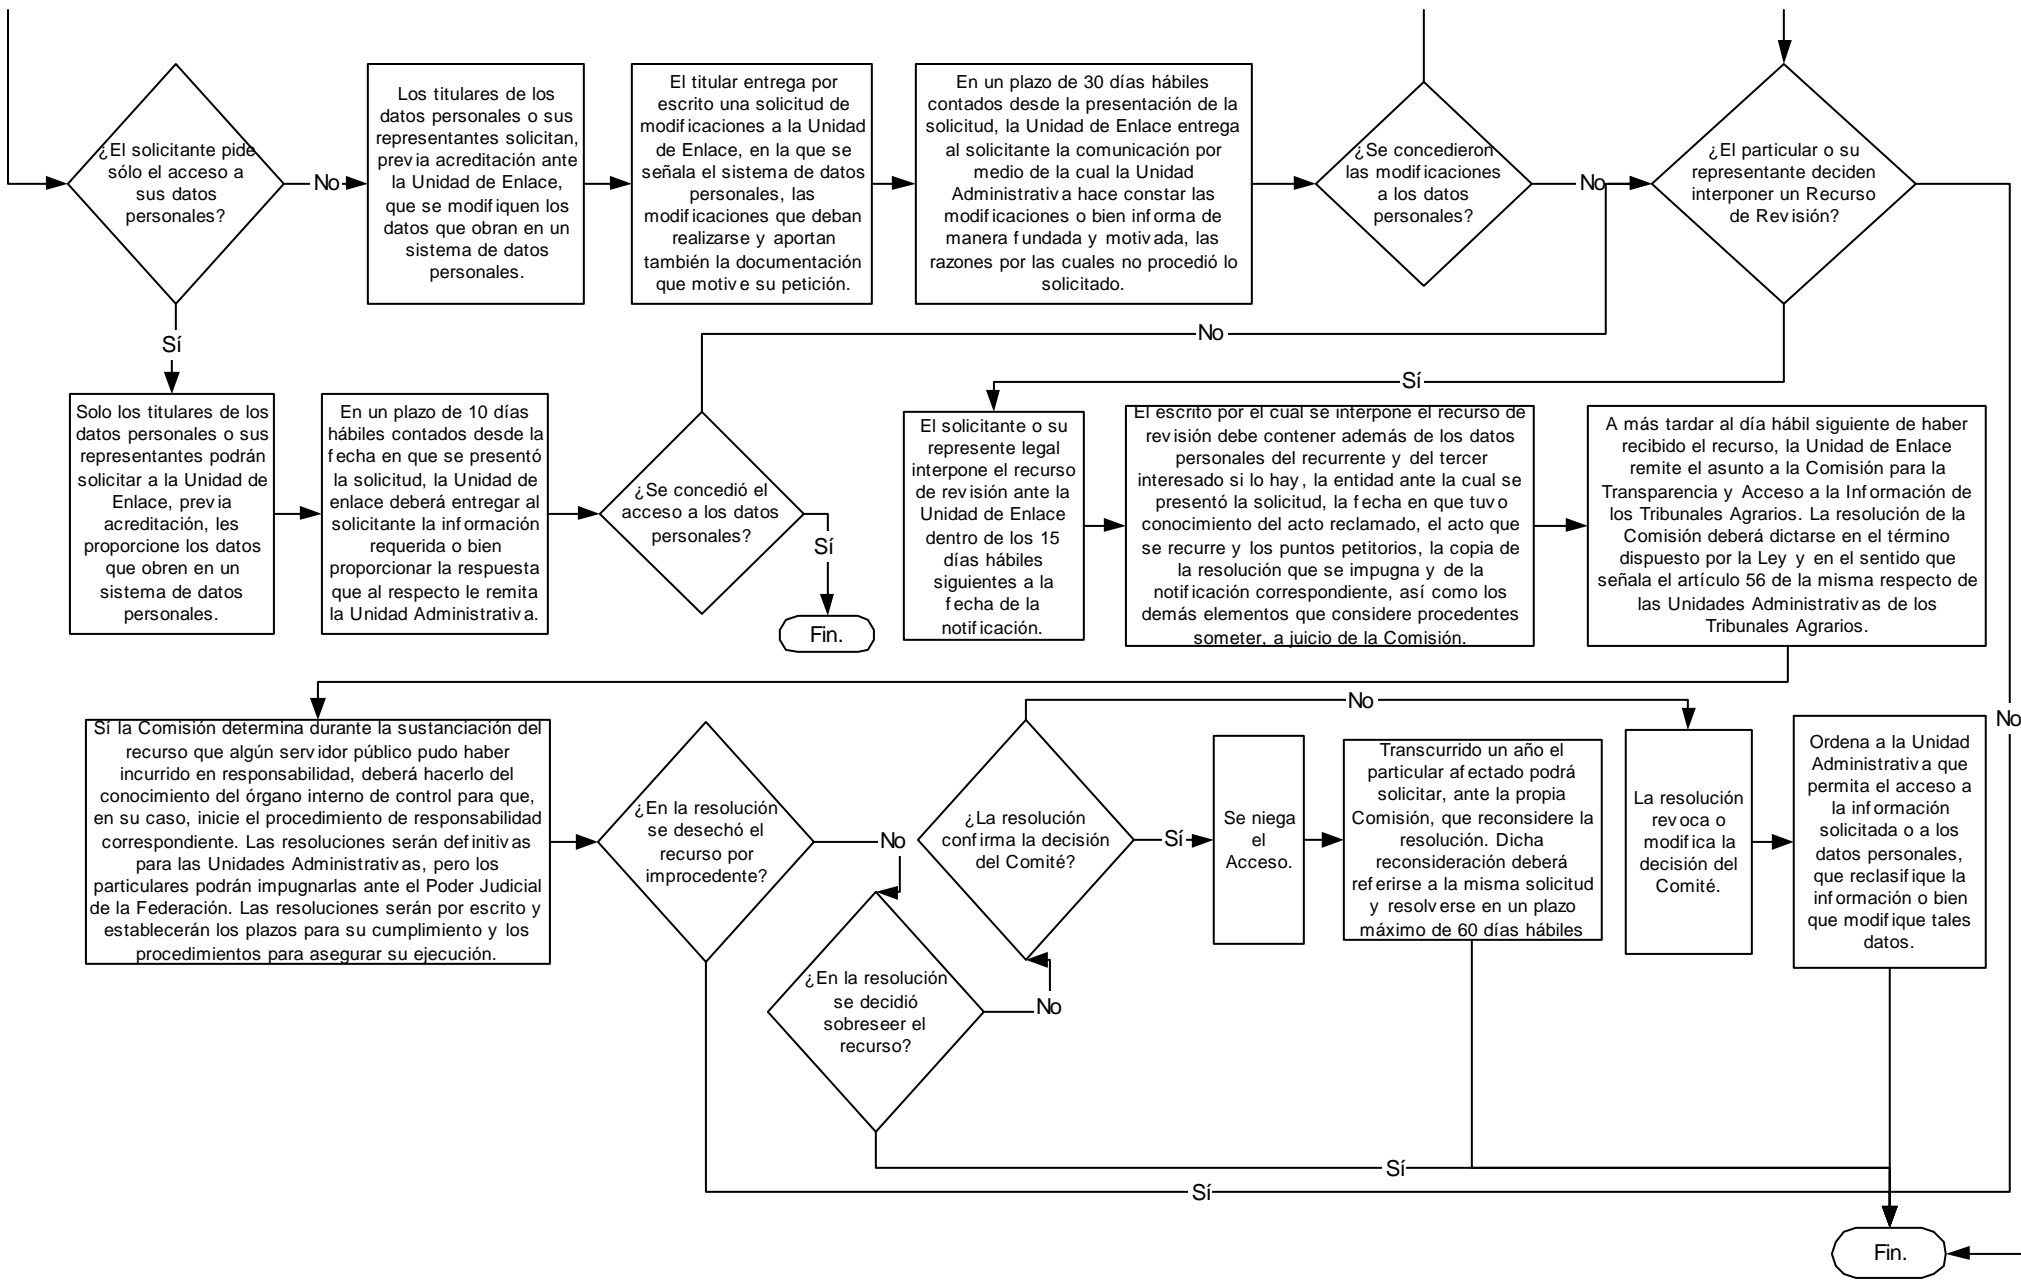 ¿El solicitante pide
sólo el acceso a
sus datos
personales?
No
Los titulares de los
datos personales o sus
representantes solicitan,
previa acreditación ante
la Unidad de Enlace,
que se modifiquen los
datos que obran en un
sistema de datos
personales.
El titular entrega por
escrito una solicitud de
modificaciones a la Unidad
de Enlace, en la que se
señala el sistema de datos
personales, las
modificaciones que deban
realizarse y aportan
también la documentación
que motive su petición.
En un plazo de 30 días hábiles
contados desde la presentación de la
solicitud, la Unidad de Enlace entrega
al solicitante la comunicación por
medio de la cual la Unidad
Administrativa hace constar las
modificaciones o bien informa de
manera fundada y motivada, las
razones por las cuales no procedió lo
solicitado.
¿Se concedieron
las modificaciones
a los datos
personales?
No
¿El particular o su
representante deciden
interponer un Recurso
de Revisión?
Sí
No
Sí
Solo los titulares de los
datos personales o sus
representantes podrán
solicitar a la Unidad de
Enlace, previa
acreditación, les
proporcione los datos
que obren en un
sistema de datos
personales.
En un plazo de 10 días
hábiles contados desde la
fecha en que se presentó
la solicitud, la Unidad de
enlace deberá entregar al
solicitante la información
requerida o bien
proporcionar la respuesta
que al respecto le remita
la Unidad Administrativa.
¿Se concedió el
acceso a los datos
personales?
Sí
Fin.
El solicitante o su
represente legal
interpone el recurso
de revisión ante la
Unidad de Enlace
dentro de los 15
días hábiles
siguientes a la
fecha de la
notificación.
El escrito por el cual se interpone el recurso de
revisión debe contener además de los datos
personales del recurrente y del tercer
interesado si lo hay, la entidad ante la cual se
presentó la solicitud, la fecha en que tuvo
conocimiento del acto reclamado, el acto que
se recurre y los puntos petitorios, la copia de
la resolución que se impugna y de la
notificación correspondiente, así como los
demás elementos que considere procedentes
someter, a juicio de la Comisión.
A más tardar al día hábil siguiente de haber
recibido el recurso, la Unidad de Enlace
remite el asunto a la Comisión para la
Transparencia y Acceso a la Información de
los Tribunales Agrarios. La resolución de la
Comisión deberá dictarse en el término
dispuesto por la Ley y en el sentido que
señala el artículo 56 de la misma respecto de
las Unidades Administrativas de los
Tribunales Agrarios.
No
No
Sí la Comisión determina durante la sustanciación del
recurso que algún servidor público pudo haber
incurrido en responsabilidad, deberá hacerlo del
conocimiento del órgano interno de control para que,
en su caso, inicie el procedimiento de responsabilidad
correspondiente. Las resoluciones serán definitivas
para las Unidades Administrativas, pero los
particulares podrán impugnarlas ante el Poder Judicial
de la Federación. Las resoluciones serán por escrito y
establecerán los plazos para su cumplimiento y los
procedimientos para asegurar su ejecución.
¿En la resolución
se desechó el
recurso por
improcedente?
No
¿La resolución
confirma la decisión
del Comité?
Sí
Se niega
el
Acceso.
Transcurrido un año el
particular afectado podrá
solicitar, ante la propia
Comisión, que reconsidere la
resolución. Dicha
reconsideración deberá
referirse a la misma solicitud
y resolverse en un plazo
máximo de 60 días hábiles
La resolución
revoca o
modifica la
decisión del
Comité.
Ordena a la Unidad
Administrativa que
permita el acceso a
la información
solicitada o a los
datos personales,
que reclasifique la
información o bien
que modifique tales
datos.
¿En la resolución
se decidió
sobreseer el
recurso?
No
Sí
Sí
Fin.